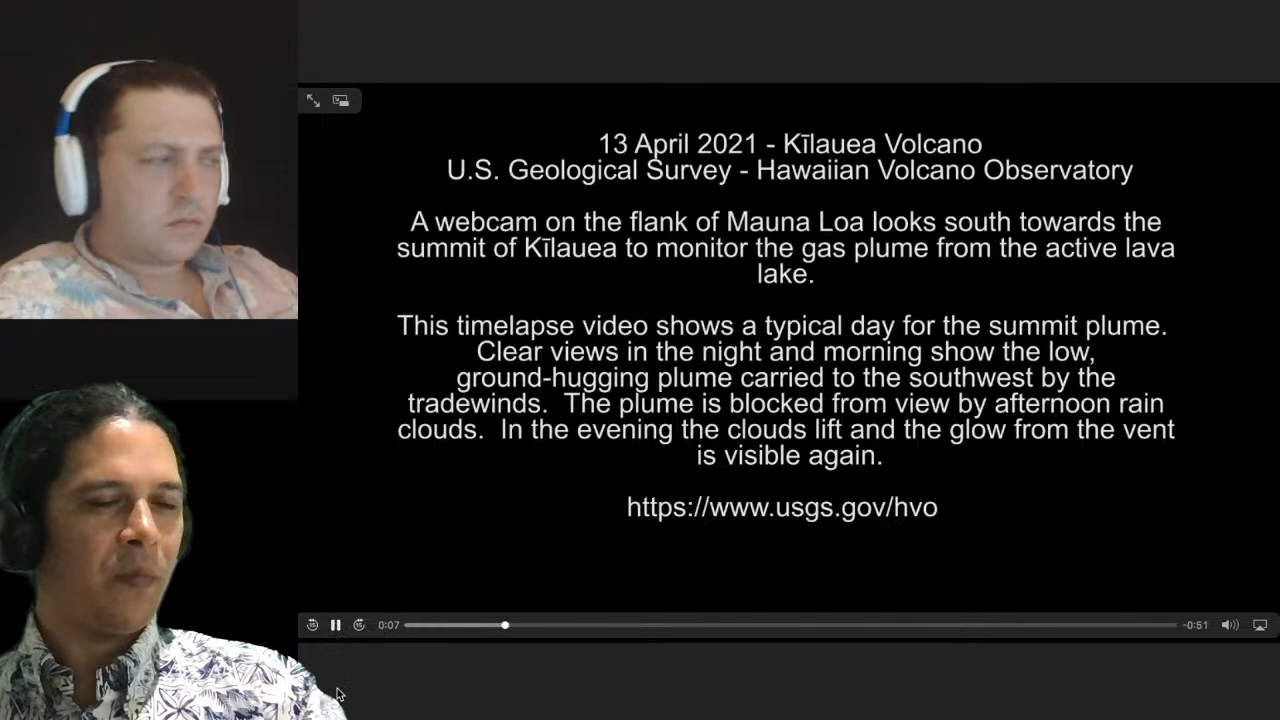 13 April 2021 - Kīlauea Volcano
U.S. Geological Survey - Hawaiian Volcano Observatory
A webcam on the flank of Mauna Loa looks south towards the
summit of Kīlauea to monitor the gas plume from the active lava
lake.
This timelapse video shows a typical day for the summit plume.
Clear views in the night and morning show the low,
ground-hugging plume carried to the southwest by the
tradewinds.  The plume is blocked from view by afternoon rain
clouds.  In the evening the clouds lift and the glow from the vent
is visible again.
https://www.usgs.gov/hvo
15 15 0:07 -0:51